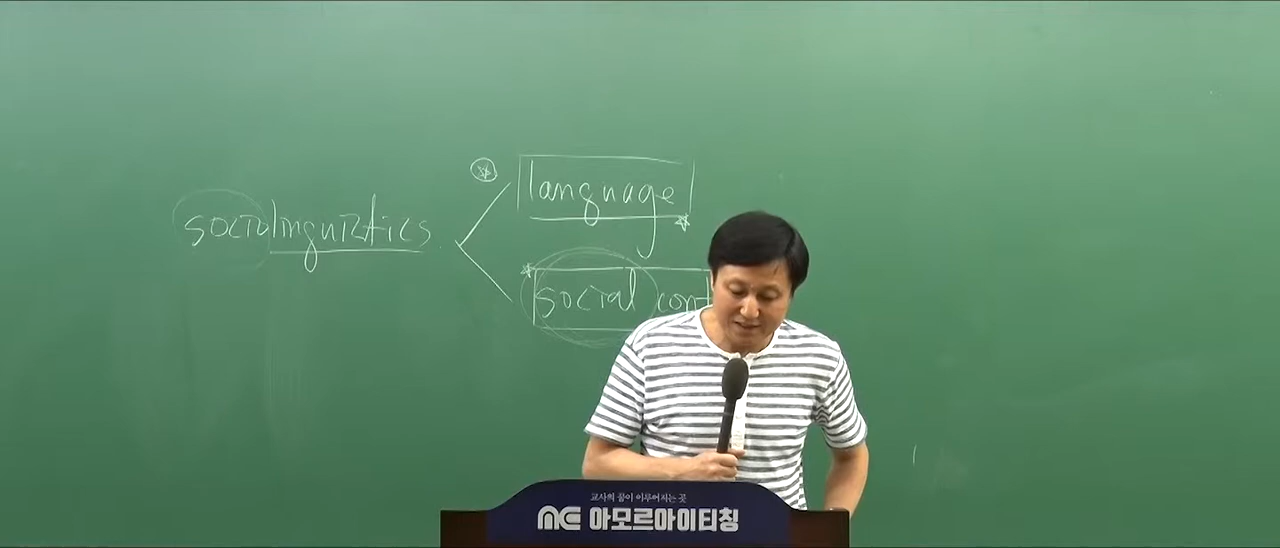 language
sociolinguistics
social cont
교사의 꿈이 이루어지는 곳
아모르아이티칭